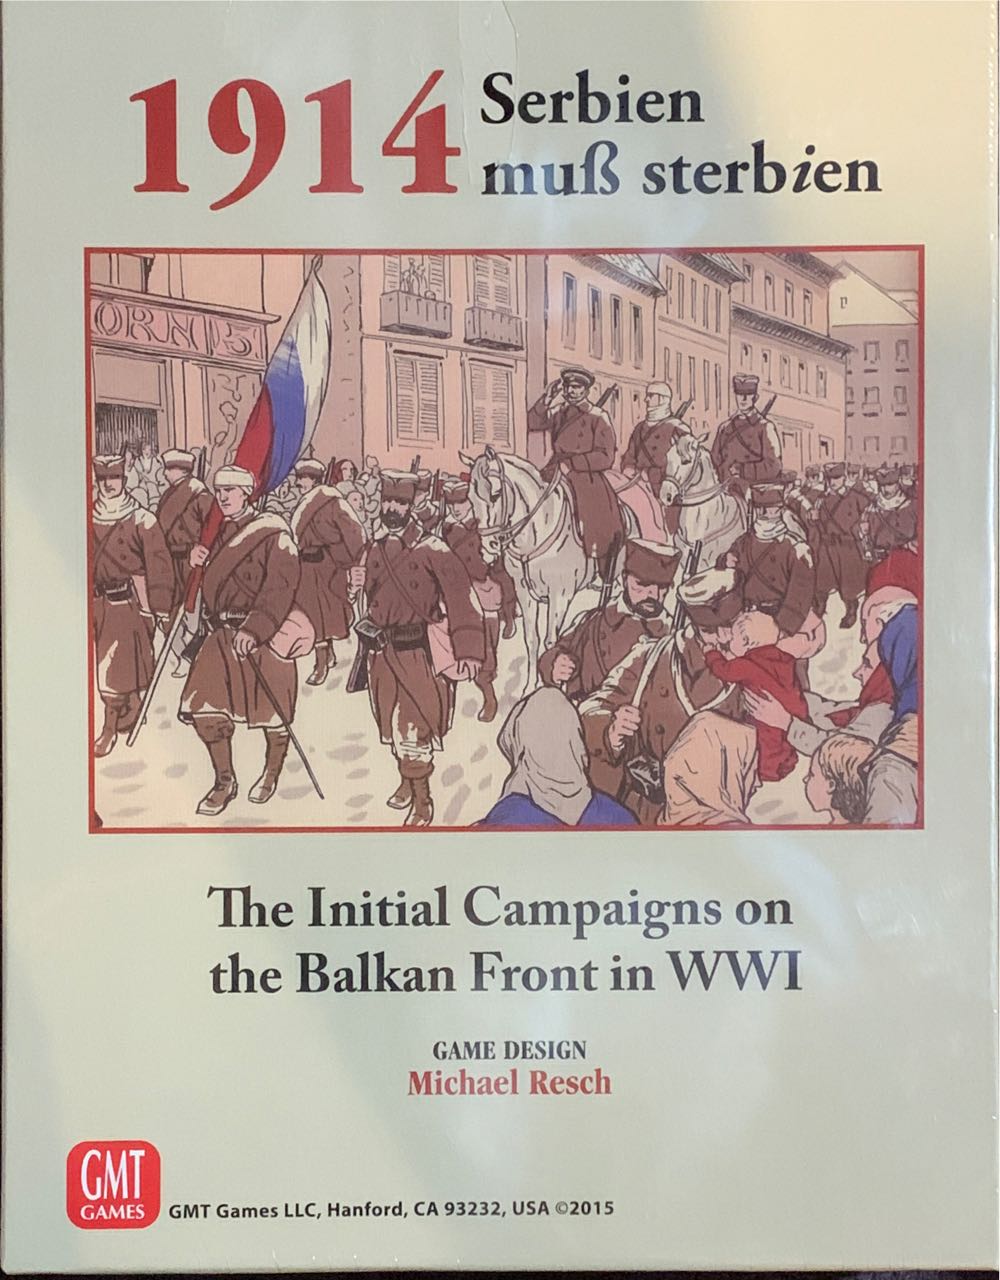 1914 Serbien
muß sterbien
ORNIE
The Initial Campaigns on
the Balkan Front in WWI
GAME DESIGN
Michael Resch
GMT
GAMES
GMT Games LLC, Hanford, CA 93232, USA ©2015